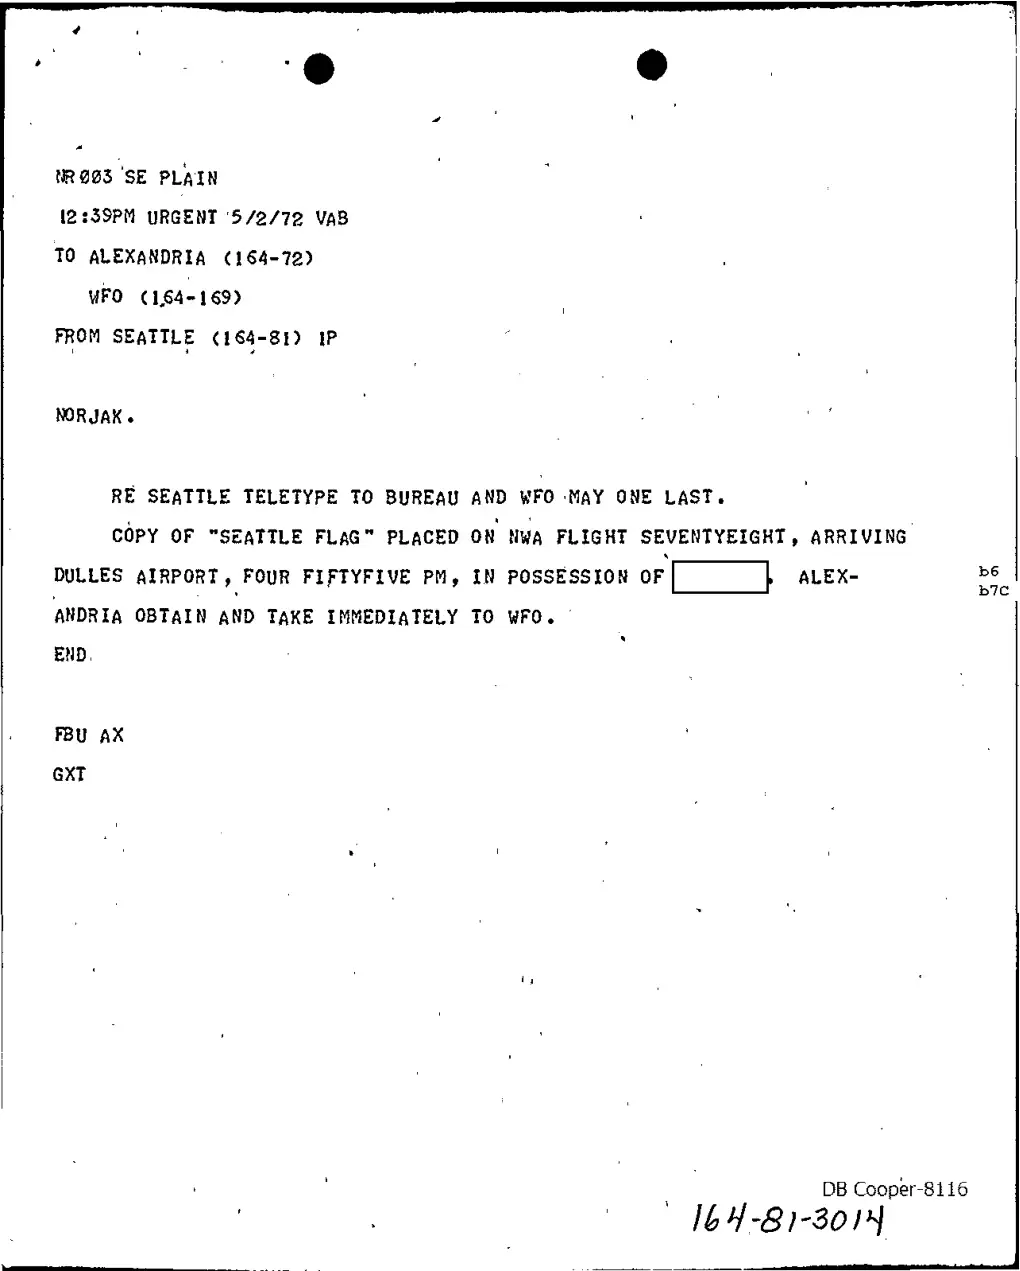 NR003 SE PLAIN
12:39PM URGENT 5/2/72 VAB
TO ALEXANDRIA (164-72)
WFO (164-169)
FROM SEATTLE (164-81) 1P
NORJAK.
RE SEATTLE TELETYPE TO BUREAU AND WFO MAY ONE LAST.
COPY OF "SEATTLE FLAG" PLACED ON NWA FLIGHT SEVENTYEIGHT, ARRIVING
DULLES AIRPORT, FOUR FIFTYFIVE PM, IN POSSESSION OF . ALEX-
b6
b7C
ANDRIA OBTAIN AND TAKE IMMEDIATELY TO WFO.
END
FBU AX
GXT
DB Cooper-8116
164-81-3014